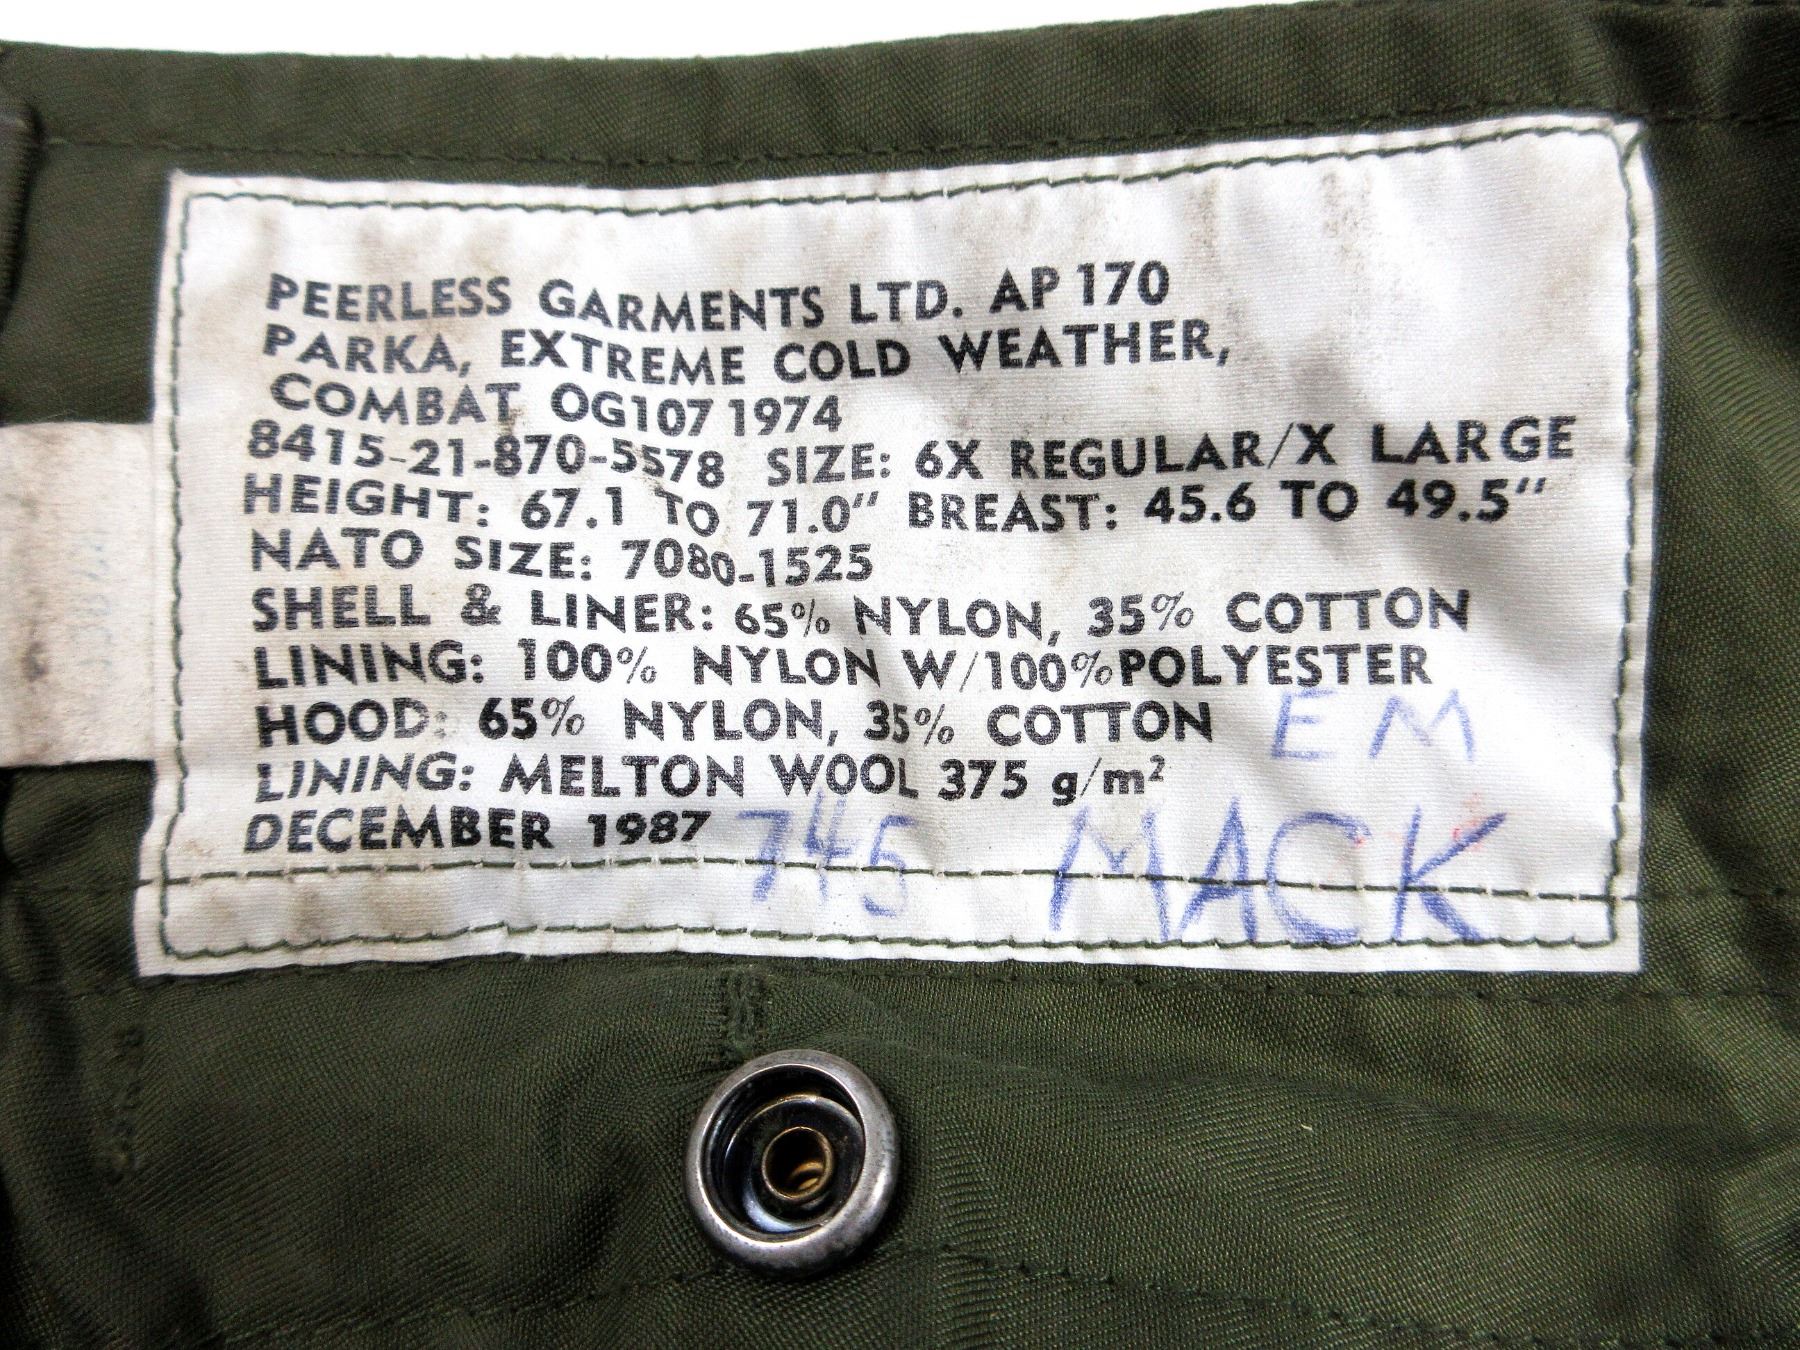 PEERLESS GARMENTS LTD. AP 170
PARKA, EXTREME COLD WEATHER,
COMBAT OG107 1974
8415-21-870-5578 SIZE: 6X REGULAR/X LARGE
HEIGHT: 67.1 TO 71.0" BREAST: 45.6 TO 49.5"
NATO SIZE: 7080-1525
SHELL & LINER: 65% NYLON, 35% COTTON
LINING: 100% NYLON W/100% POLYESTER
HOOD: 65% NYLON, 35% COTTON EM
LINING: MELTON WOOL 375 g/m²
DECEMBER 1987 745 MACK